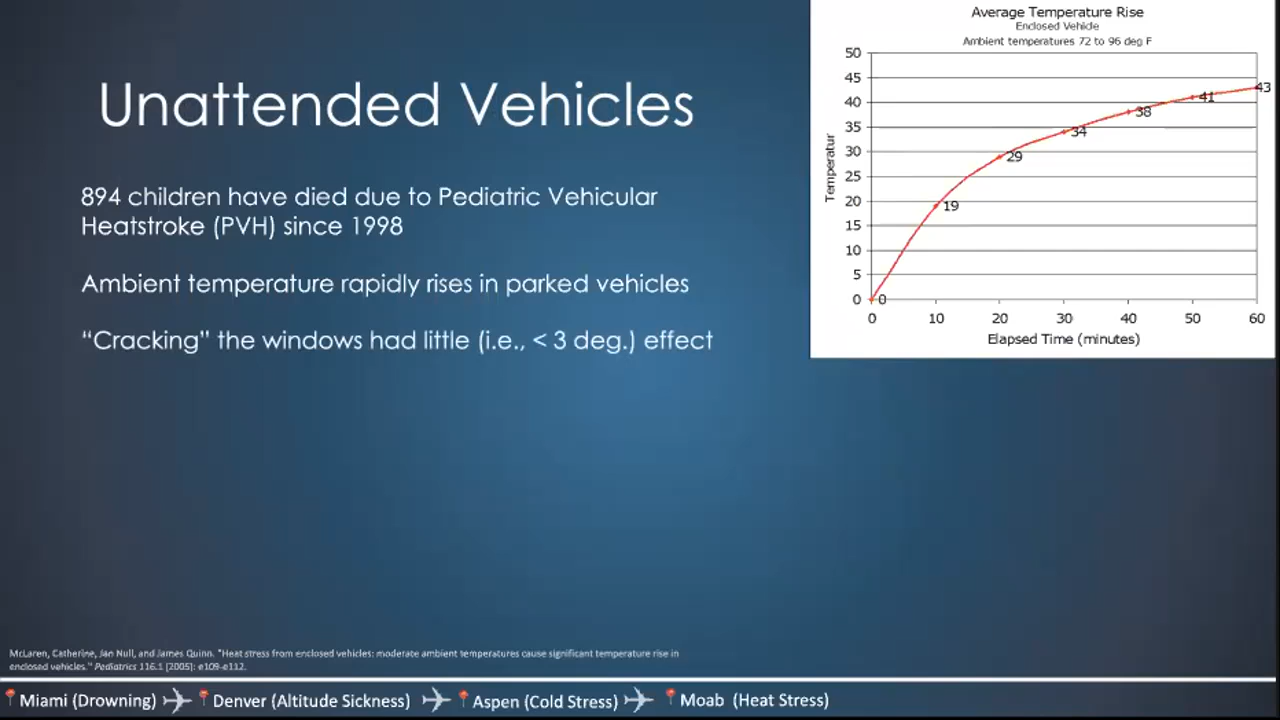 Unattended Vehicles
894 children have died due to Pediatric Vehicular
Heatstroke (PVH) since 1998
Ambient temperature rapidly rises in parked vehicles
“Cracking” the windows had little (i.e., < 3 deg.) effect
Average Temperature Rise
Enclosed Vehicle
Ambient temperatures 72 to 96 deg F
Temperatur
50
45
40
35
30
25
20
15
10
5
0
0
19
29
34
38
41
43
0 10 20 30 40 50 60
Elapsed Time (minutes)
McLaren, Catherine, Jan Null, and James Quinn. "Heat stress from enclosed vehicles: moderate ambient temperatures cause significant temperature rise in
enclosed vehicles." Pediatrics 116.1 (2005): e109-e112.
Miami (Drowning) Denver (Altitude Sickness) Aspen (Cold Stress) Moab (Heat Stress)